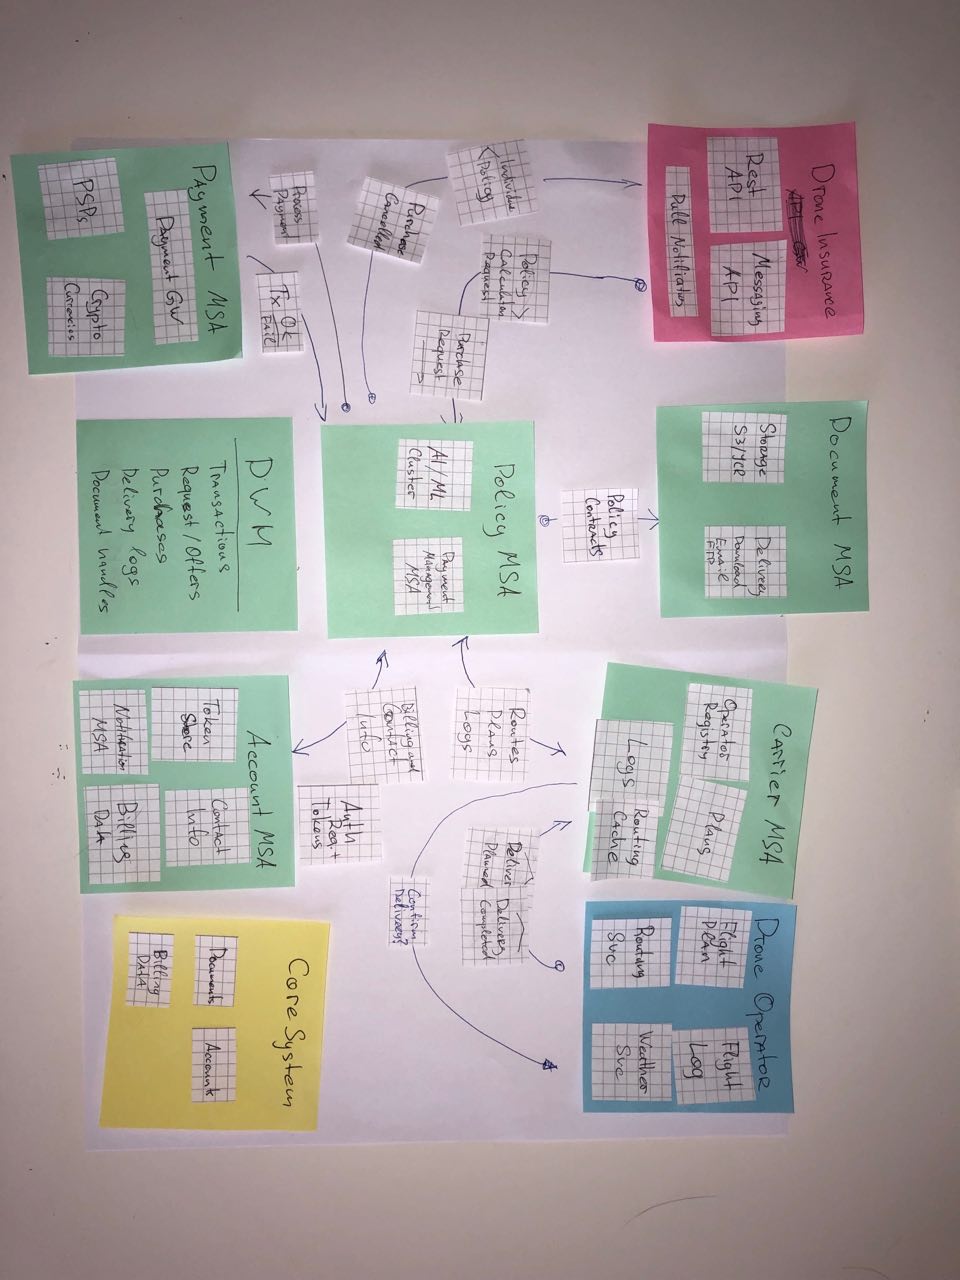 Drone Insurance
API GW
Rest
API
Messaging
API
Pull Notification
Document MSA
Storage
S3/JCR
Delivery
Download
Email
FTP
Carrier MSA
Operator
Registry
Plans
Logs
Routing
Cache
Drone Operator
Flight
Plan
Flight
Log
Routing
Svc
Weather
Svc
Policy
Contracts
Individual
Policy
Policy
Calculation
Request
Purchase
Request
Purchase
Cancelled
Policy MSA
AI/ML
Cluster
Payment
Management
MSA
Routes
Plans
Logs
Deliver
Planned
Delivery
Completed
Confirm
Delivery?
Billing and
Contact
Info
Auth
Req.+
Tokens
Process
Payment
Tx OK
Fail
Payment MSA
Payment GW
PSPs
Crypto
Currencies
DWM
Transactions
Request/Offers
Purchases
Delivery logs
Document handles
Account MSA
Token
Store
Contact
Info
Notification
MSA
Billing
Data
Core System
Documents
Accounts
Billing
Data